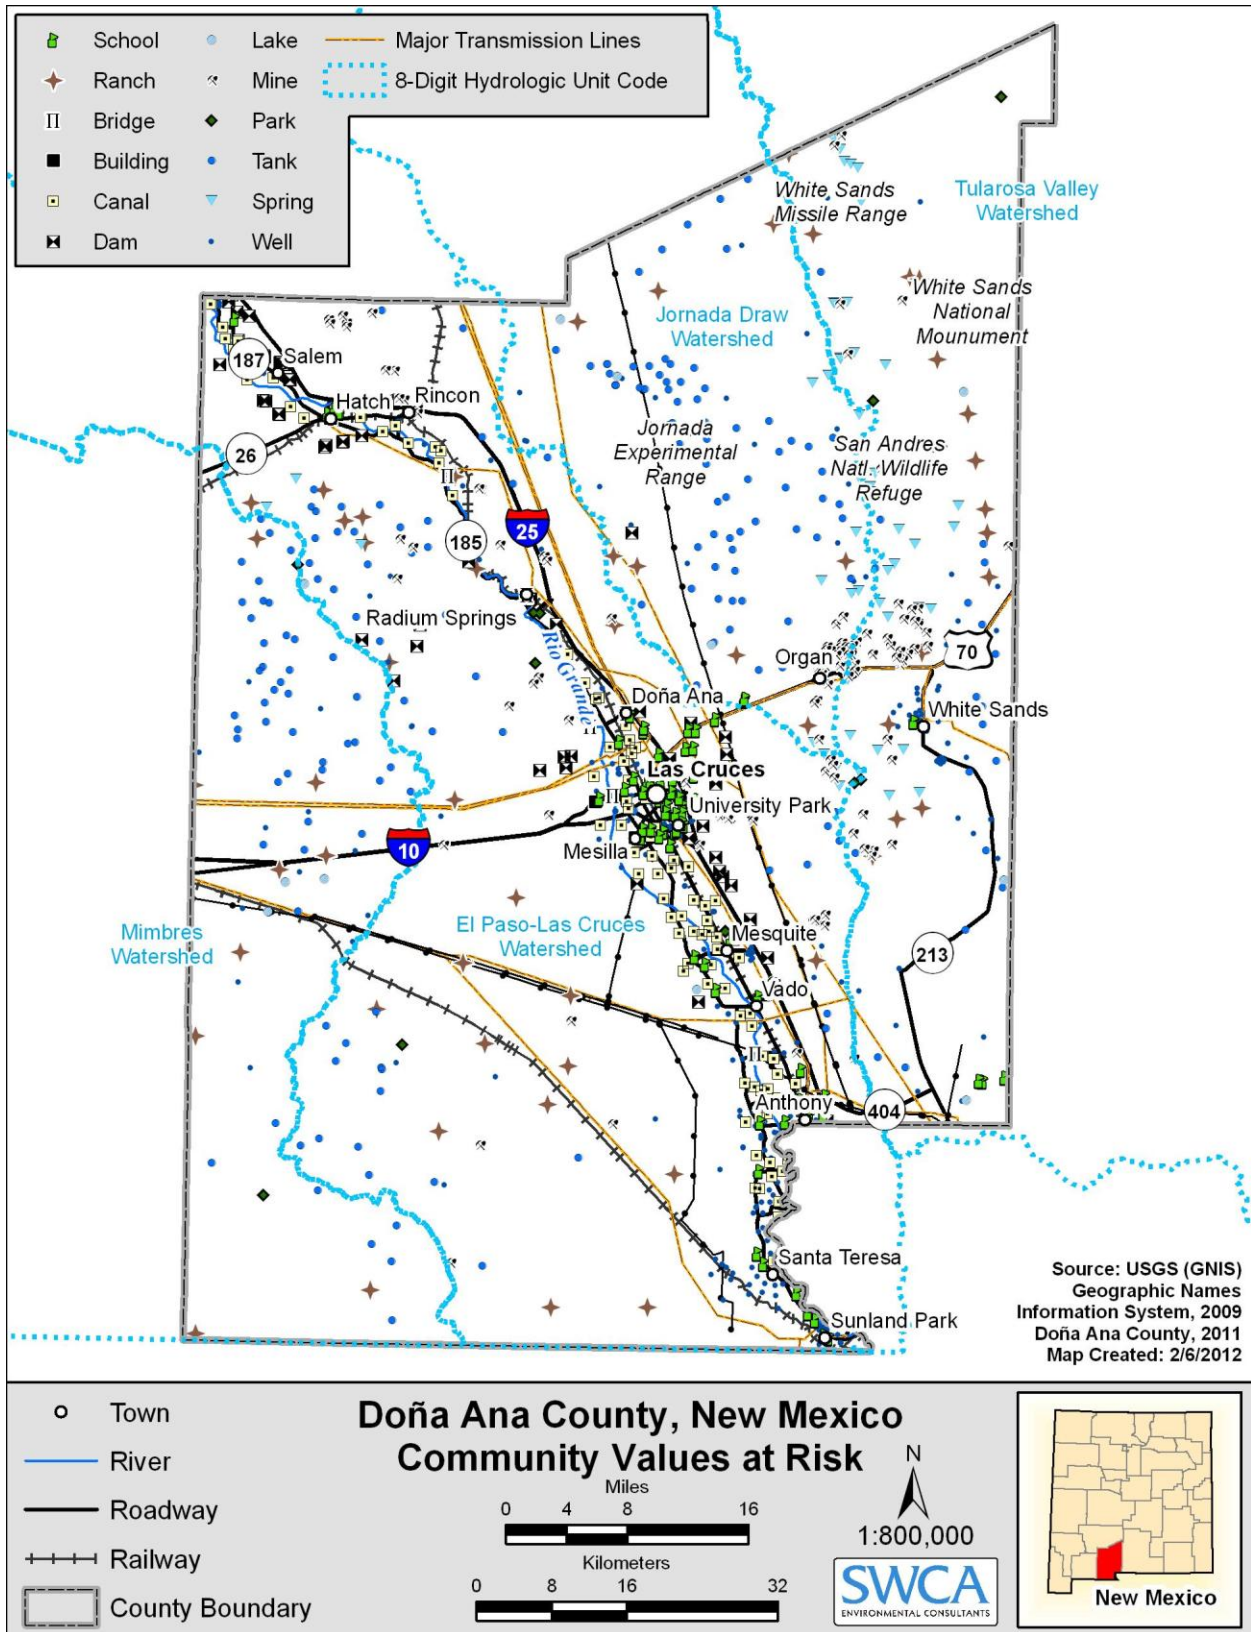 School
Lake
Major Transmission Lines
Ranch
Mine
8-Digit Hydrologic Unit Code
Bridge
Park
Building
Tank
Canal
Spring
Dam
Well
White Sands
Missile Range
Tularosa Valley
Watershed
White Sands
National
Mounument
Jornada Draw
Watershed
187
Salem
Hatch
Rincon
26
Jornada
Experimental
Range
San Andres
Natl. Wildlife
Refuge
185
25
Radium Springs
Rio Grande
Organ
70
Doña Ana
White Sands
Las Cruces
University Park
10
Mesilla
Mimbres
Watershed
El Paso-Las Cruces
Watershed
Mesquite
213
Vado
Anthony
404
Santa Teresa
Sunland Park
Source: USGS (GNIS)
Geographic Names
Information System, 2009
Doña Ana County, 2011
Map Created: 2/6/2012
Town
River
Roadway
Railway
County Boundary
Doña Ana County, New Mexico
Community Values at Risk
Miles
0 4 8 16
Kilometers
0 8 16 32
N
1:800,000
SWCA
ENVIRONMENTAL CONSULTANTS
New Mexico